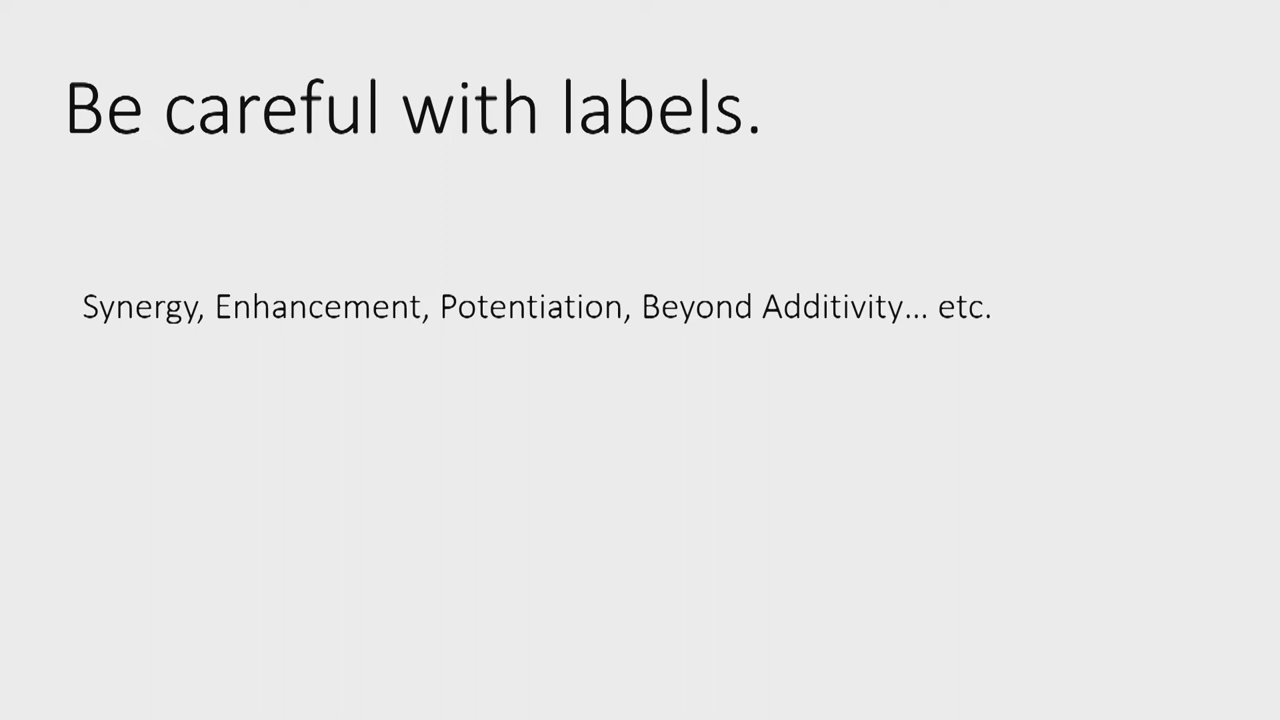 Be careful with labels.
Synergy, Enhancement, Potentiation, Beyond Additivity... etc.